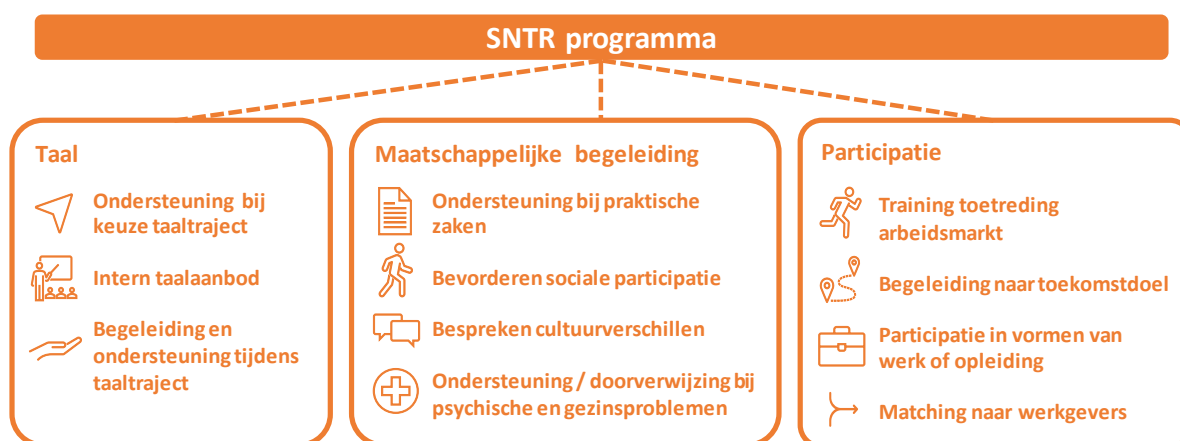 SNTR programma
Taal
Ondersteuning bij
keuze taaltraject
Intern taalaanbod
Begeleiding en
ondersteuning tijdens
taaltraject
Maatschappelijke begeleiding
Ondersteuning bij praktische
zaken
Bevorderen sociale participatie
Bespreken cultuurverschillen
Ondersteuning / doorverwijzing bij
psychische en gezinsproblemen
Participatie
Training toetreding
arbeidsmarkt
Begeleiding naar toekomstdoel
Participatie in vormen van
werk of opleiding
Matching naar werkgevers